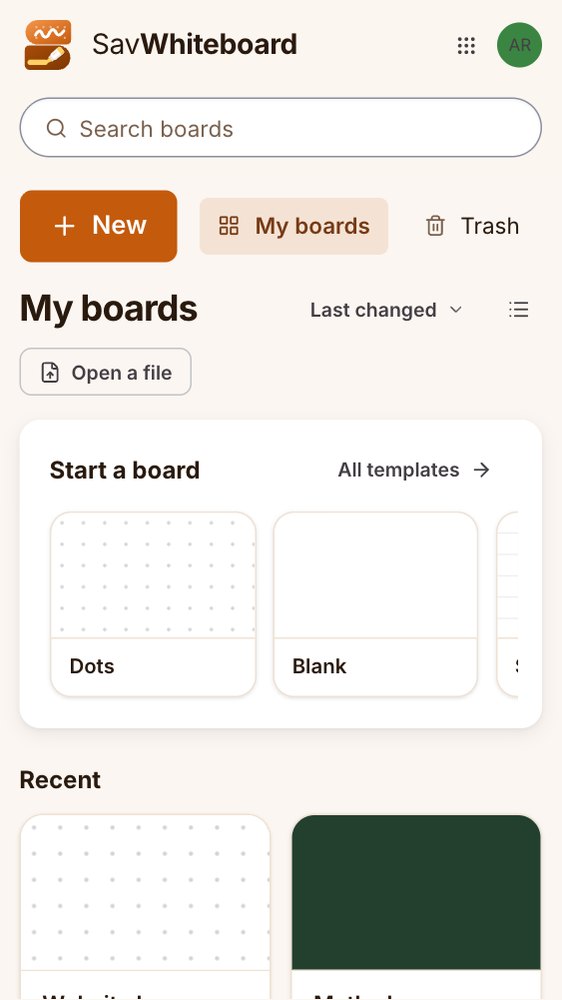 SavWhiteboard
AR
Search boards
New
My boards
Trash
My boards
Last changed
Open a file
Start a board
All templates
Dots
Blank
Recent